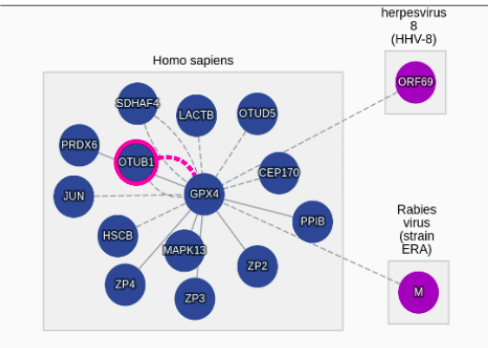 herpesvirus
8
(HHV-8)
Homo sapiens
ORF69
SDHAF4
LACTB
OTUD5
PRDX6
OTUB1
CEP170
JUN
GPX4
PPIB
HSCB
MAPK13
ZP2
ZP4
ZP3
Rabies
virus
(strain
ERA)
M